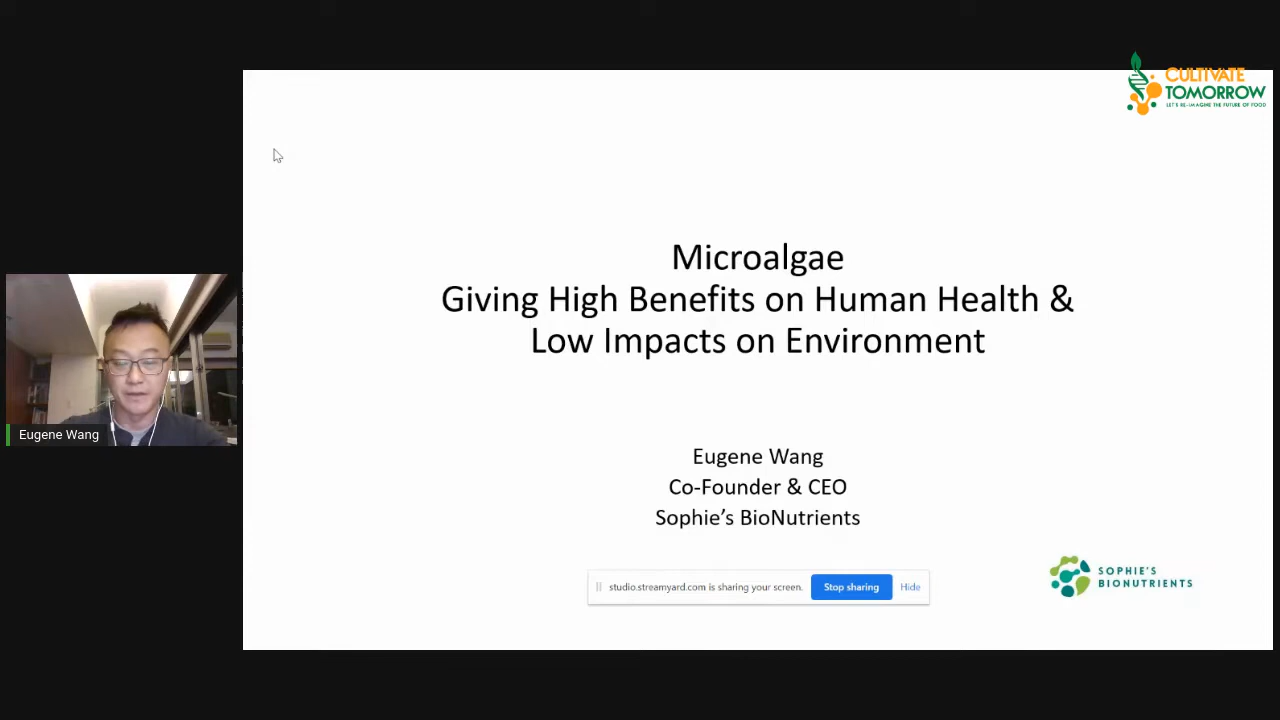 CULTIVATE
TOMORROW
LET'S RE-IMAGINE THE FUTURE OF FOOD
Microalgae
Giving High Benefits on Human Health &
Low Impacts on Environment
Eugene Wang
Eugene Wang
Co-Founder & CEO
Sophie's BioNutrients
studio.streamyard.com is sharing your screen.
Stop sharing
Hide
SOPHIE'S
BIONUTRIENTS